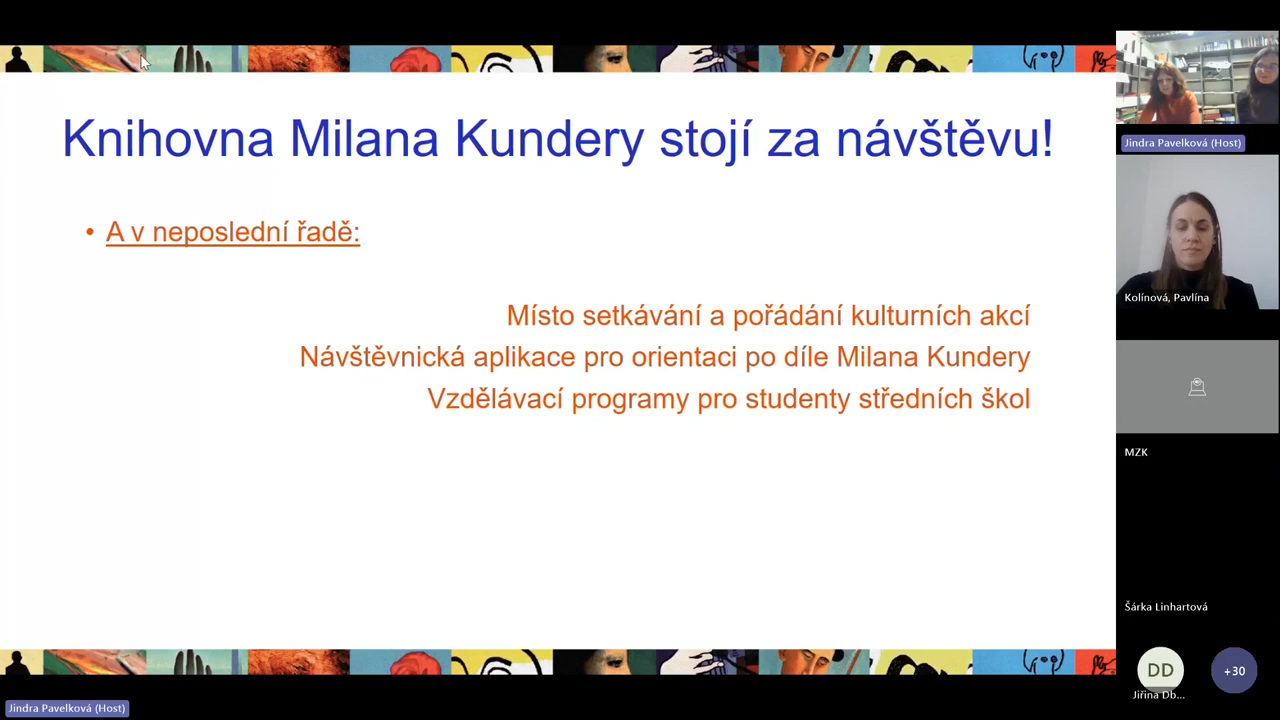 Knihovna Milana Kundery stojí za návštěvu!
• A v neposlední řadě:
Místo setkávání a pořádání kulturních akcí
Návštěvnická aplikace pro orientaci po díle Milana Kundery
Vzdělávací programy pro studenty středních škol
Jindra Pavelková (Host)
Kolínová, Pavlína
MZK
Šárka Linhartová
DD
Jiřina Db...
+30
Jindra Pavelková (Host)